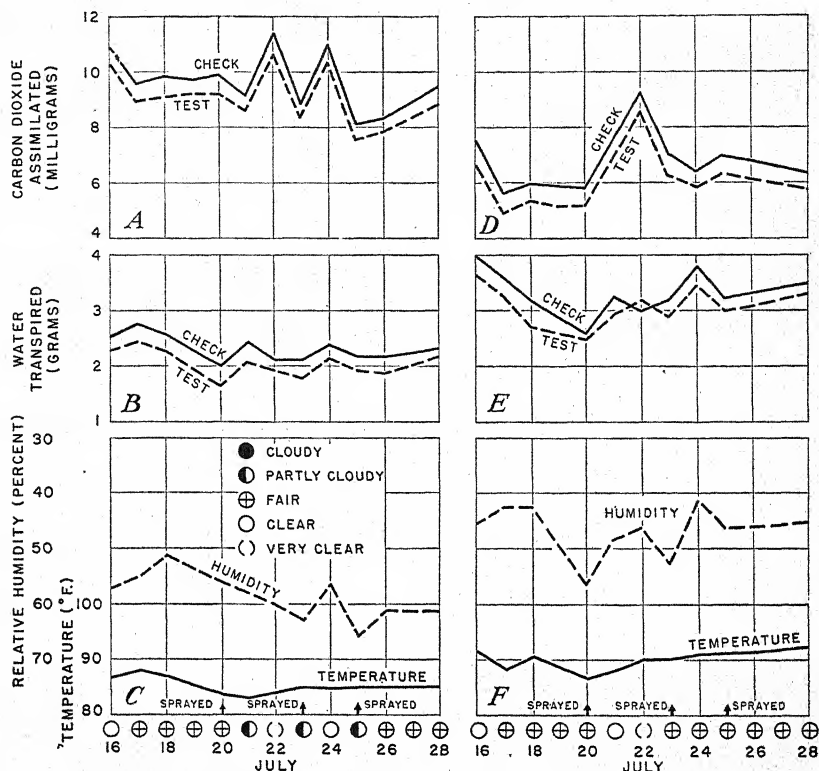 CARBON DIOXIDE
ASSIMILATED
(MILLIGRAMS)
12
10
8
6
4
CHECK
TEST
A
CHECK
TEST
D
WATER
TRANSPIRED
(GRAMS)
4
3
2
1
CHECK
TEST
B
CHECK
TEST
E
RELATIVE HUMIDITY (PERCENT)
30
40
50
60
70
TEMPERATURE (°F.)
100
90
80
CLOUDY
PARTLY CLOUDY
FAIR
CLEAR
VERY CLEAR
HUMIDITY
TEMPERATURE
C
SPRAYED
SPRAYED
SPRAYED
HUMIDITY
TEMPERATURE
F
SPRAYED
SPRAYED
SPRAYED
16 18 20 22 24 26 28
JULY
16 18 20 22 24 26 28
JULY